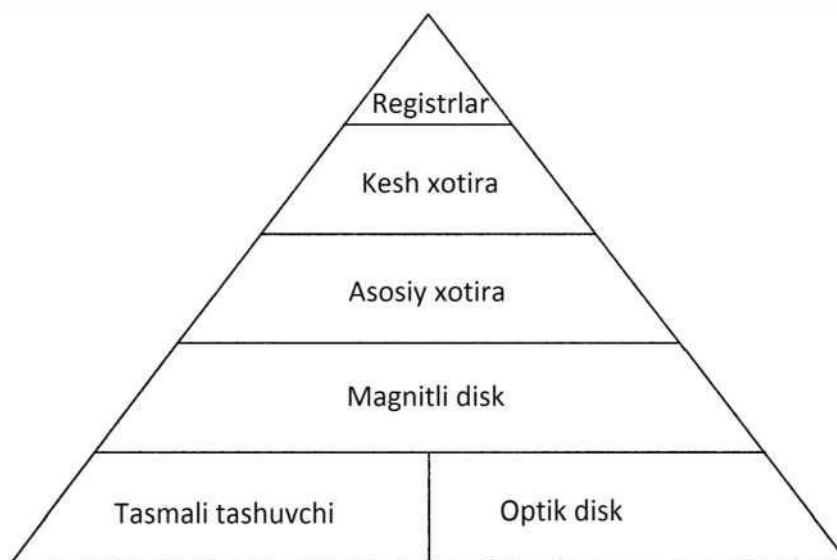 Registrlar
Kesh xotira
Asosiy xotira
Magnitli disk
Tasmali tashuvchi
Optik disk